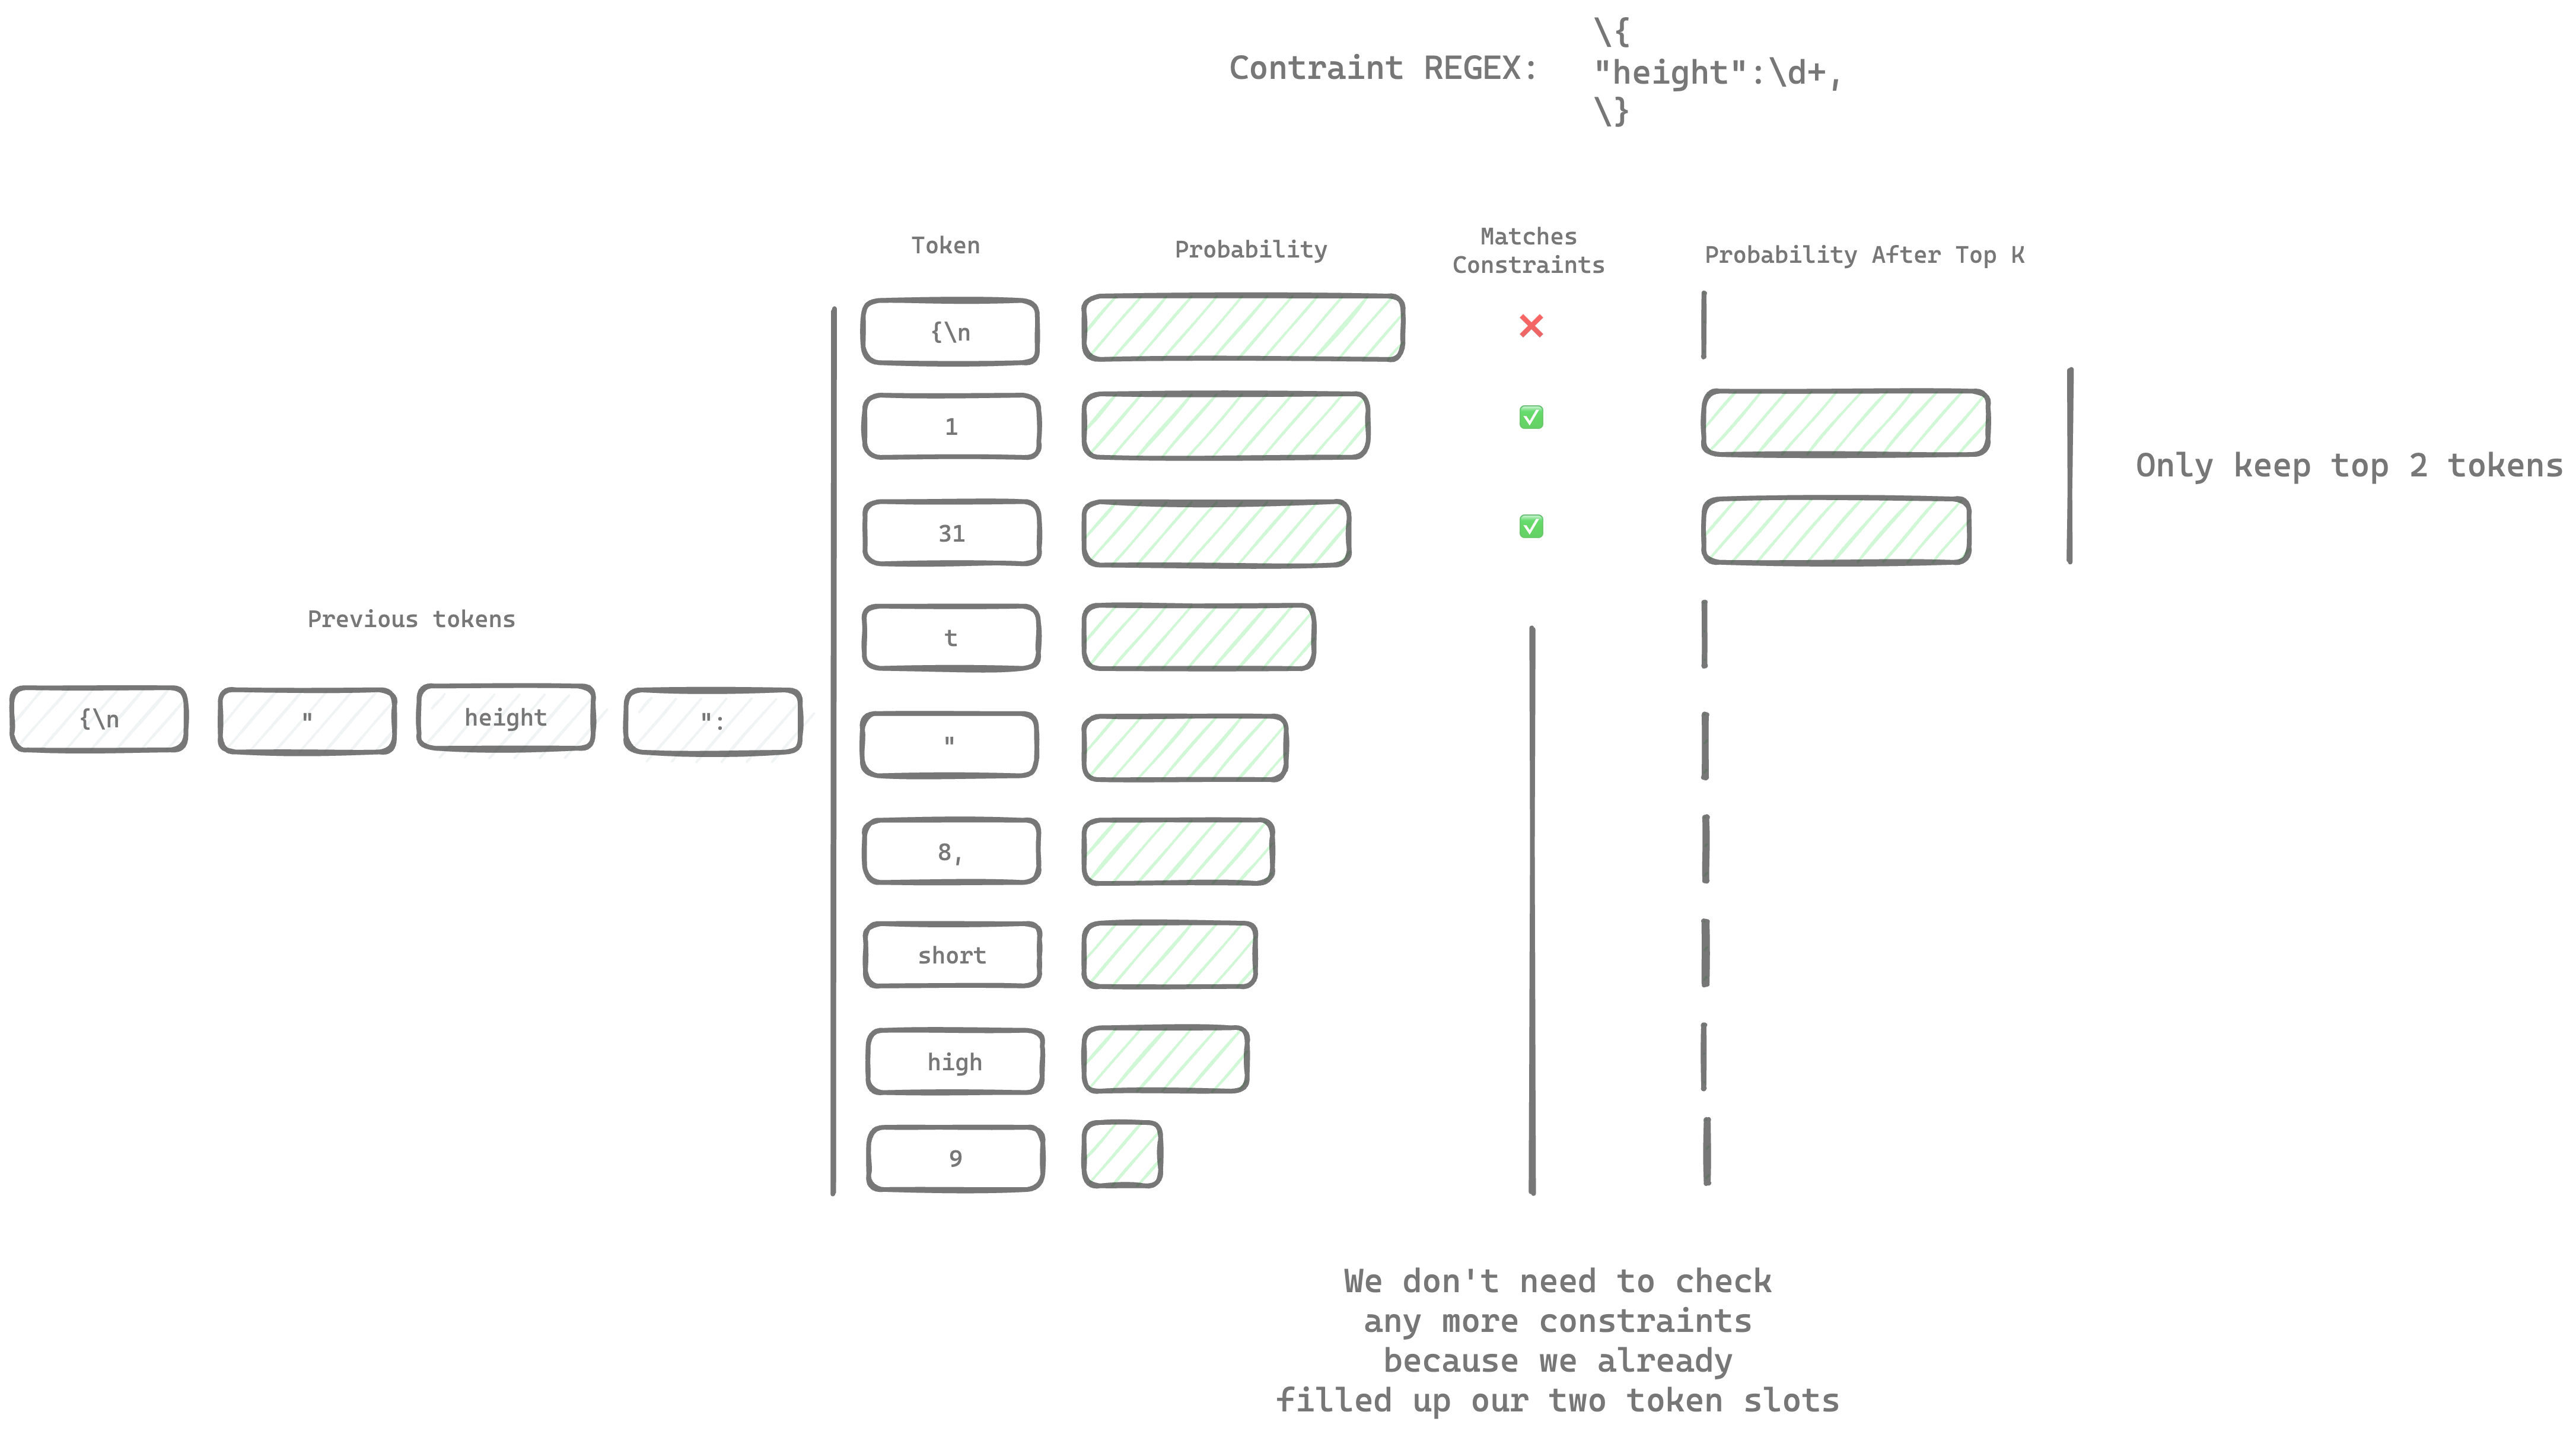 \{
Contraint REGEX:
"height":\d+,
\}
Token
Probability
Matches
Constraints
Probability After Top K
{\n
1
31
Only keep top 2 tokens
t
Previous tokens
{\n
"
height
":
"
8,
short
high
9
We don't need to check
any more constraints
because we already
filled up our two token slots